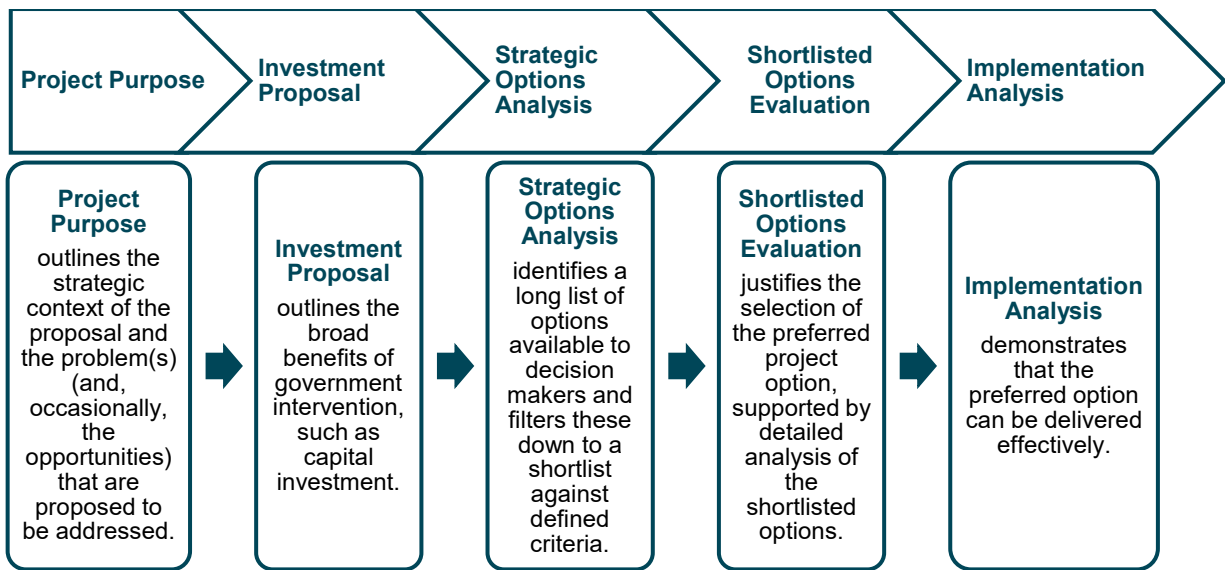 Project Purpose
Investment
Proposal
Strategic
Options
Analysis
Shortlisted
Options
Evaluation
Implementation
Analysis
Project
Purpose
outlines the
strategic
context of the
proposal and
the problem(s)
(and,
occasionally,
the
opportunities)
that are
proposed to
be addressed.
Investment
Proposal
outlines the
broad
benefits of
government
intervention,
such as
capital
investment.
Strategic
Options
Analysis
identifies a
long list of
options
available to
decision
makers and
filters these
down to a
shortlist
against
defined
criteria.
Shortlisted
Options
Evaluation
justifies the
selection of
the preferred
project
option,
supported by
detailed
analysis of
the
shortlisted
options.
Implementation
Analysis
demonstrates
that the
preferred option
can be delivered
effectively.